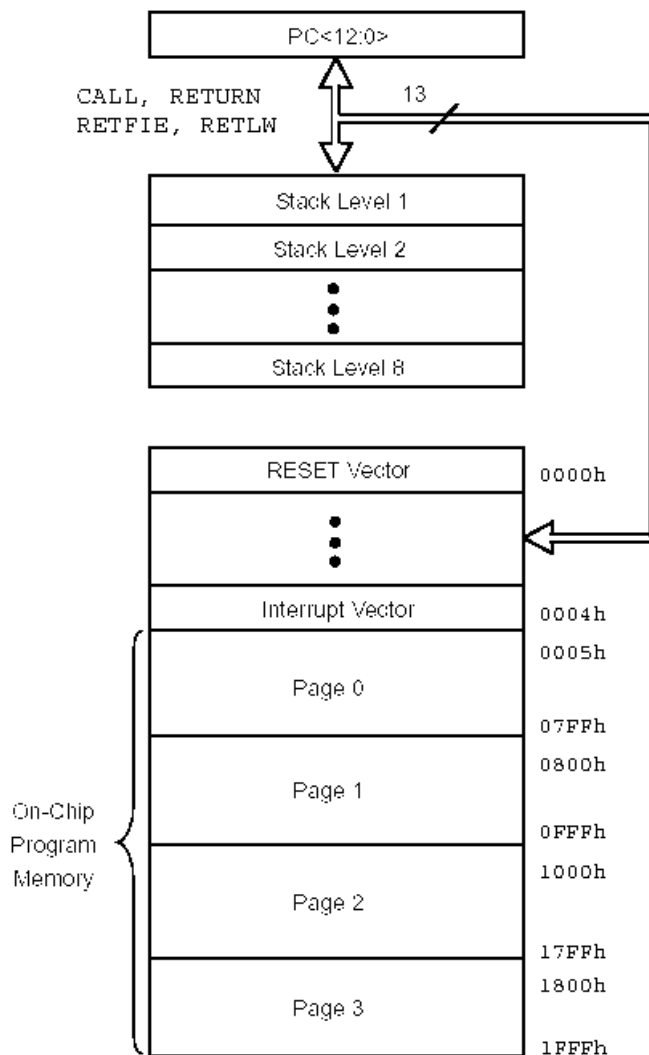 PC<12:0>
CALL, RETURN
RETFIE, RETLW
13
Stack Level 1
Stack Level 2
Stack Level 8
RESET Vector
0000h
Interrupt Vector
0004h
0005h
Page 0
07FFh
0800h
Page 1
On-Chip
Program
Memory
0FFFh
1000h
Page 2
17FFh
1800h
Page 3
1FFFh